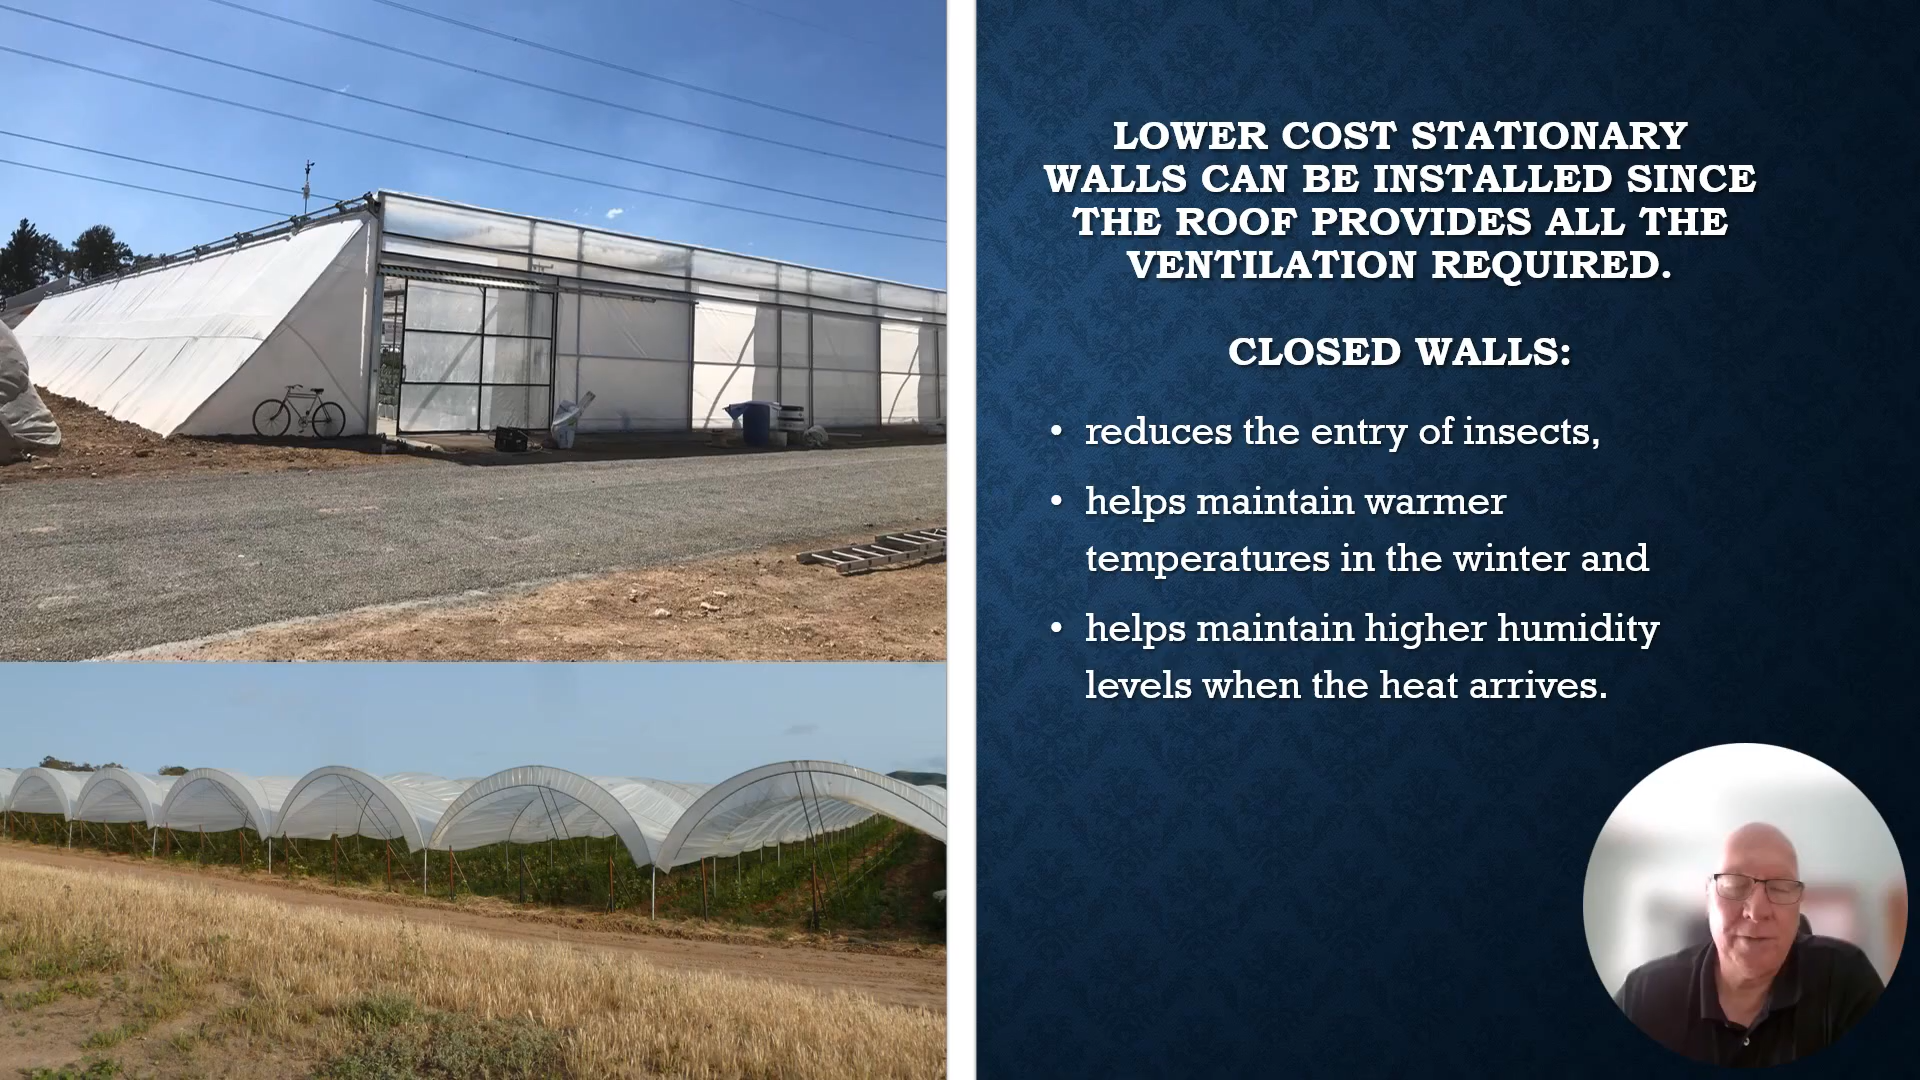 LOWER COST STATIONARY
WALLS CAN BE INSTALLED SINCE
THE ROOF PROVIDES ALL THE
VENTILATION REQUIRED.
CLOSED WALLS:
• reduces the entry of insects,
• helps maintain warmer
temperatures in the winter and
• helps maintain higher humidity
levels when the heat arrives.